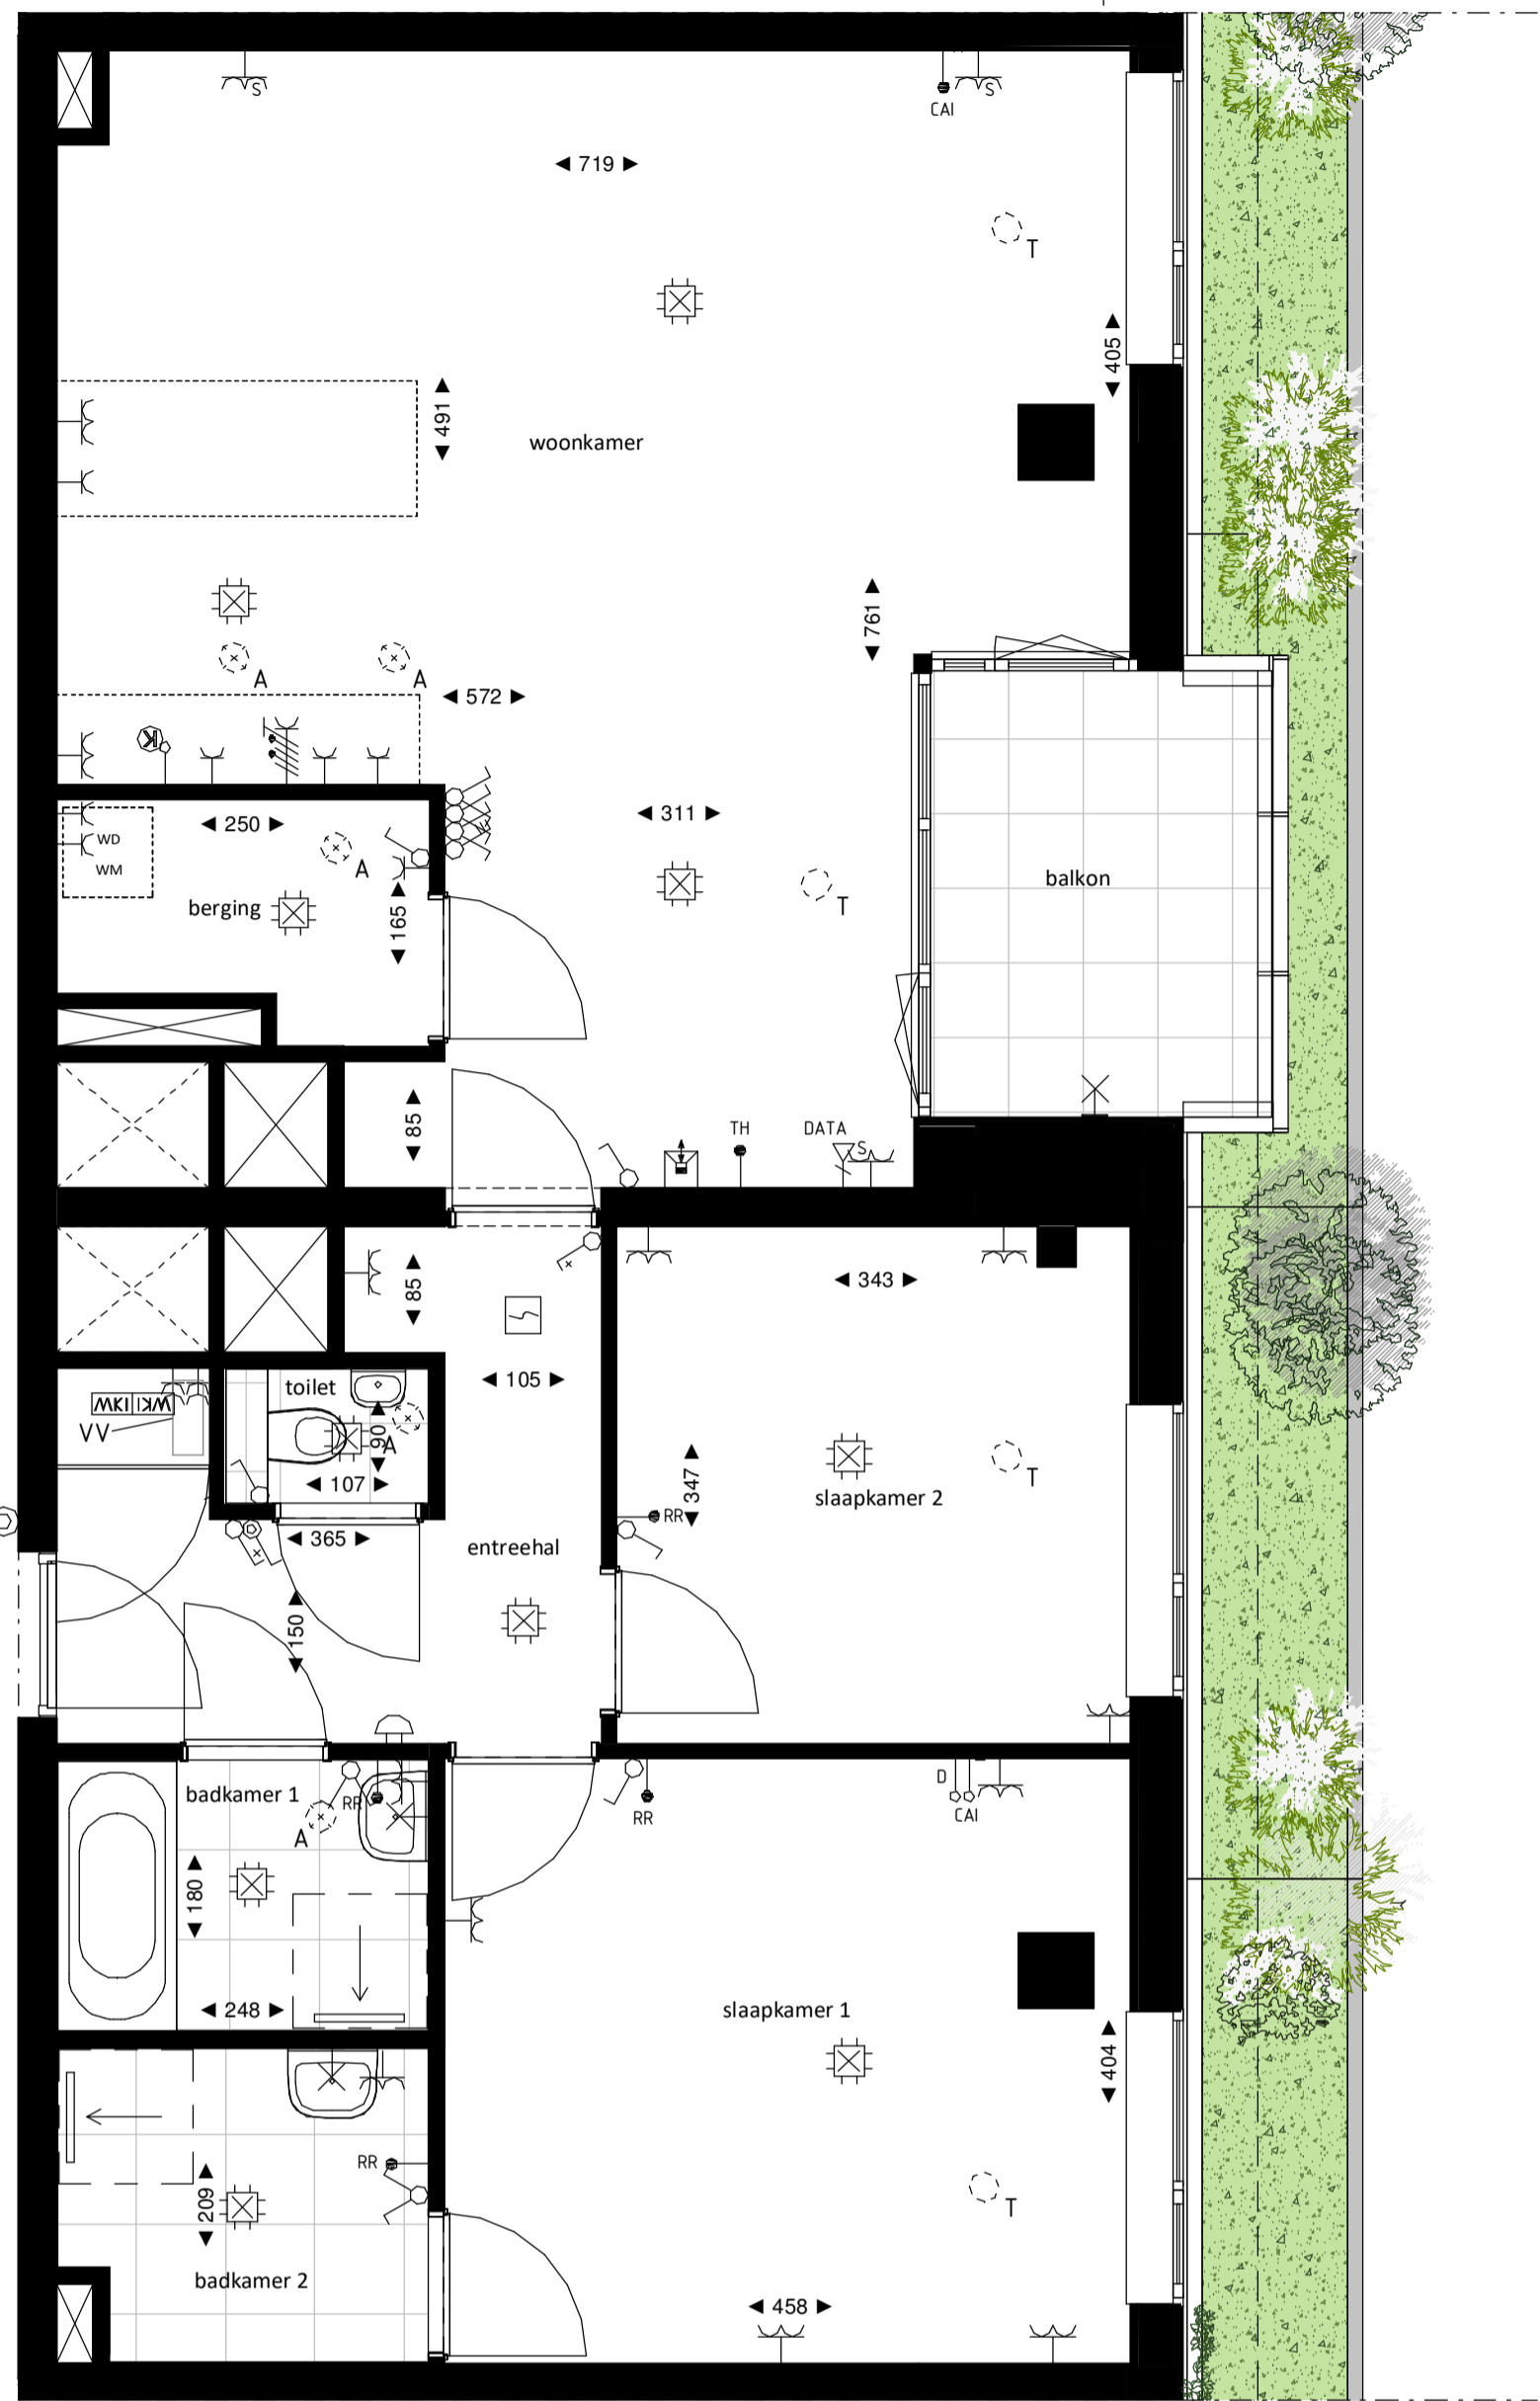 S
S
CAI
719
T
405
491
woonkamer
761
A
A
572
K
311
250
WD
WM
A
berging
165
T
balkon
85
TH
DATA
S
343
85
105
toilet
WKI
WKI
VV
90
A
107
347
T
slaapkamer 2
RR
365
entreehal
150
badkamer 1
RR
A
RR
D
CAI
180
248
slaapkamer 1
404
RR
209
T
badkamer 2
458